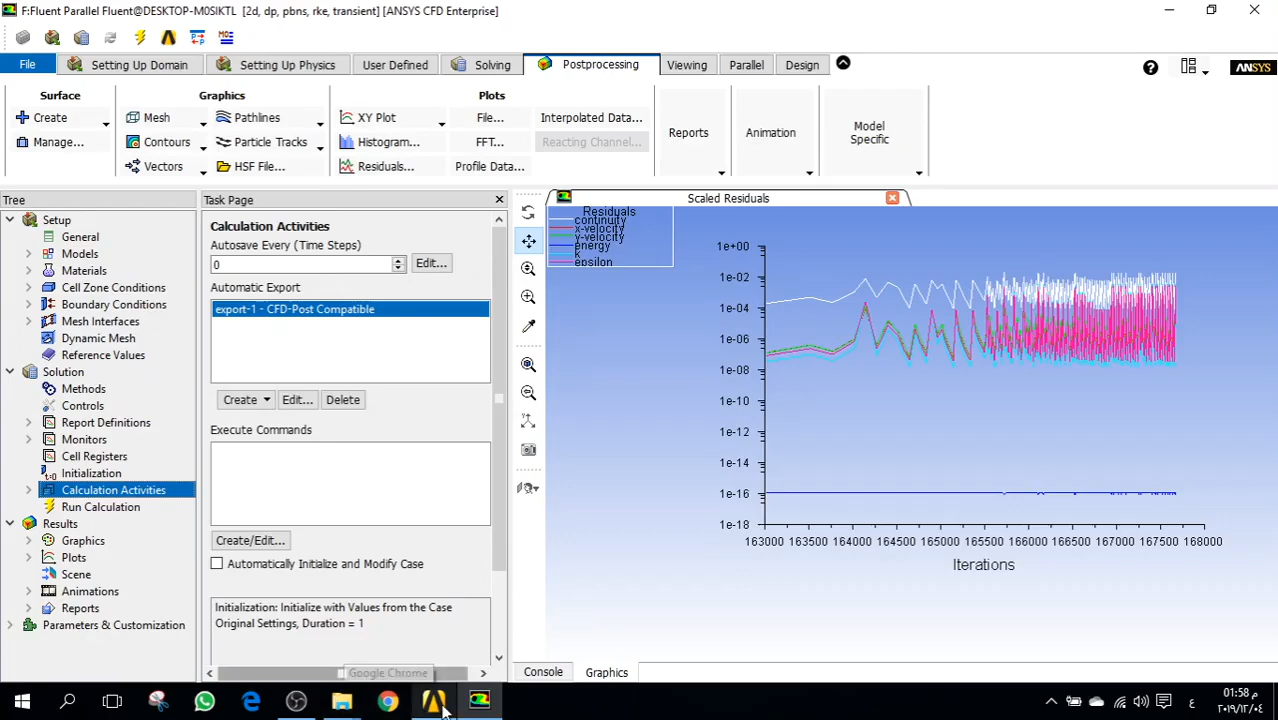 F:Fluent Parallel Fluent@DESKTOP-M0SIKTL [2d, dp, pbns, rke, transient] [ANSYS CFD Enterprise]
File Setting Up Domain Setting Up Physics User Defined Solving Postprocessing Viewing Parallel Design ANSYS
Surface
Create
Manage...
Graphics
Mesh
Contours
Vectors
Pathlines
Particle Tracks
HSF File...
Plots
XY Plot
Histogram...
Residuals...
File...
FFT...
Profile Data...
Interpolated Data...
Reacting Channel...
Reports
Animation
Model
Specific
Tree
Setup
General
Models
Materials
Cell Zone Conditions
Boundary Conditions
Mesh Interfaces
Dynamic Mesh
Reference Values
Solution
Methods
Controls
Report Definitions
Monitors
Cell Registers
t=0
Initialization
Calculation Activities
Run Calculation
Results
Graphics
Plots
Scene
Animations
Reports
Parameters & Customization
Task Page
Calculation Activities
Autosave Every (Time Steps)
0
Edit...
Automatic Export
export-1 - CFD-Post Compatible
Create
Edit...
Delete
Execute Commands
Create/Edit...
Automatically Initialize and Modify Case
Initialization: Initialize with Values from the Case
Original Settings, Duration = 1
Google Chrome
Scaled Residuals
Residuals
continuity
x-velocity
y-velocity
energy
k
epsilon
1e+00
1e-02
1e-04
1e-06
1e-08
1e-10
1e-12
1e-14
1e-16
1e-18
163000 163500 164000 164500 165000 165500 166000 166500 167000 167500 168000
Iterations
Console Graphics
ع
01:58 م
٢٠١٩/١٢/٠٤